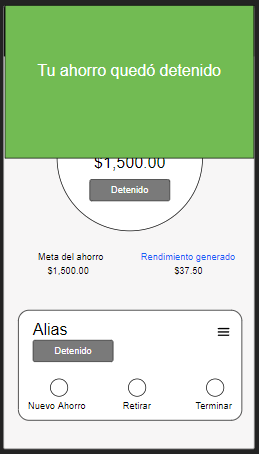 Tu ahorro quedó detenido
$1,500.00
Detenido
Meta del ahorro
$1,500.00
Rendimiento generado
$37.50
Alias
Detenido
Nuevo Ahorro
Retirar
Terminar